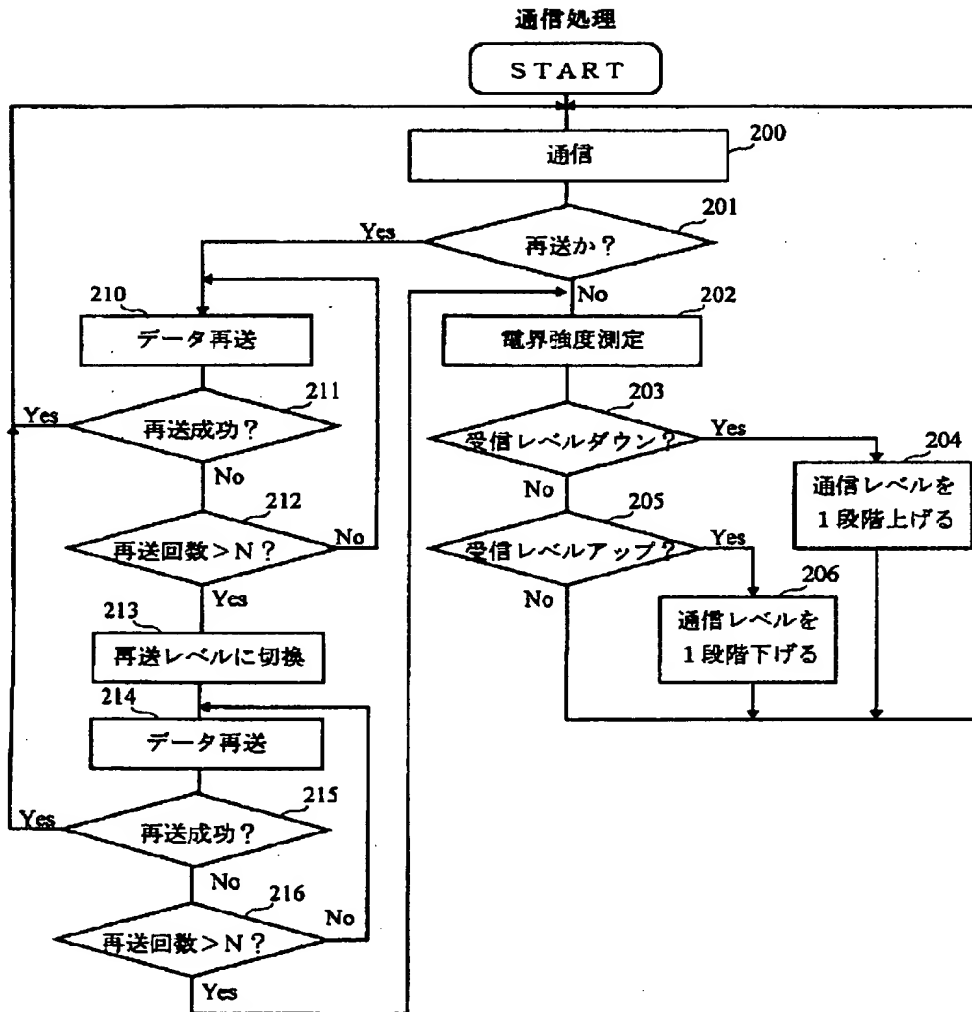 通信処理
START
200
通信
201
再送か?
Yes
No
210
データ再送
202
電界強度測定
211
再送成功?
Yes
No
203
受信レベルダウン?
Yes
No
204
通信レベルを
1段階上げる
212
再送回数>N?
No
Yes
205
受信レベルアップ?
Yes
No
206
通信レベルを
1段階下げる
213
再送レベルに切換
214
データ再送
215
再送成功?
Yes
No
216
再送回数>N?
No
Yes